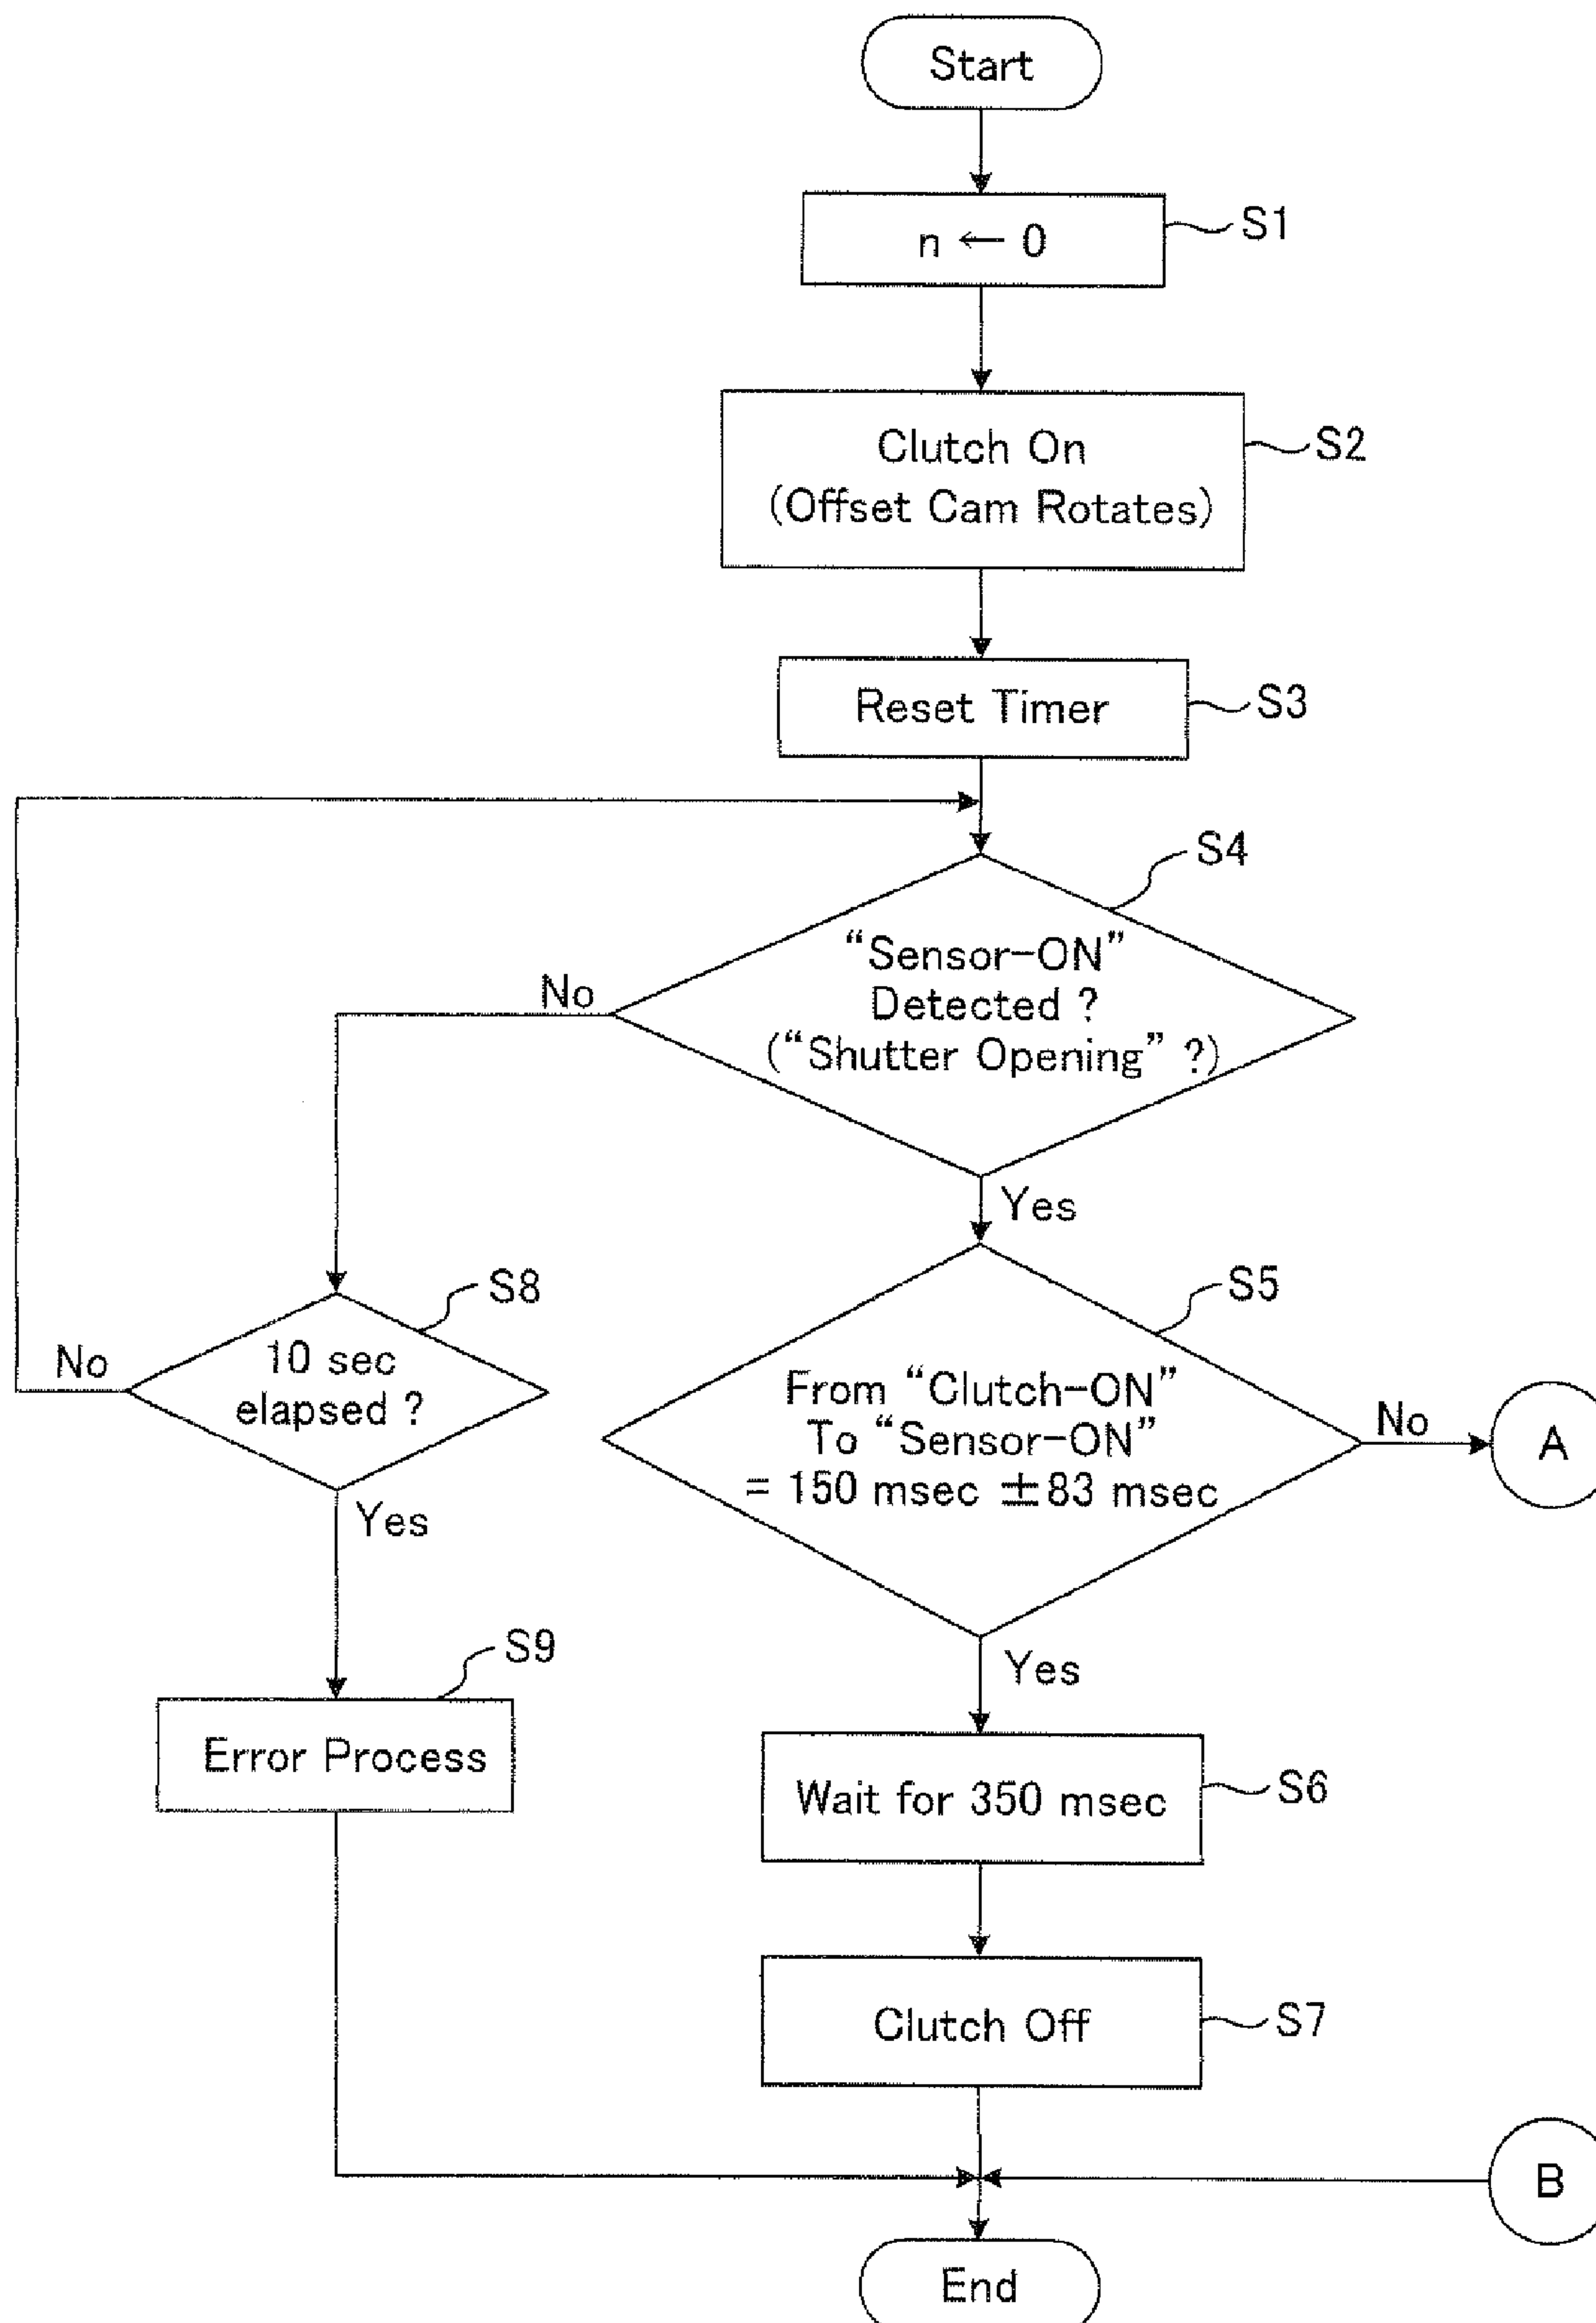 Start
n ← 0
S1
Clutch On
(Offset Cam Rotates)
S2
Reset Timer
S3
S4
“Sensor-ON”
Detected ?
(“Shutter Opening” ?)
No
Yes
S8
10 sec
elapsed ?
No
Yes
S5
From “Clutch-ON”
To “Sensor-ON”
= 150 msec ±83 msec
No
A
Yes
S9
Error Process
Wait for 350 msec
S6
Clutch Off
S7
B
End